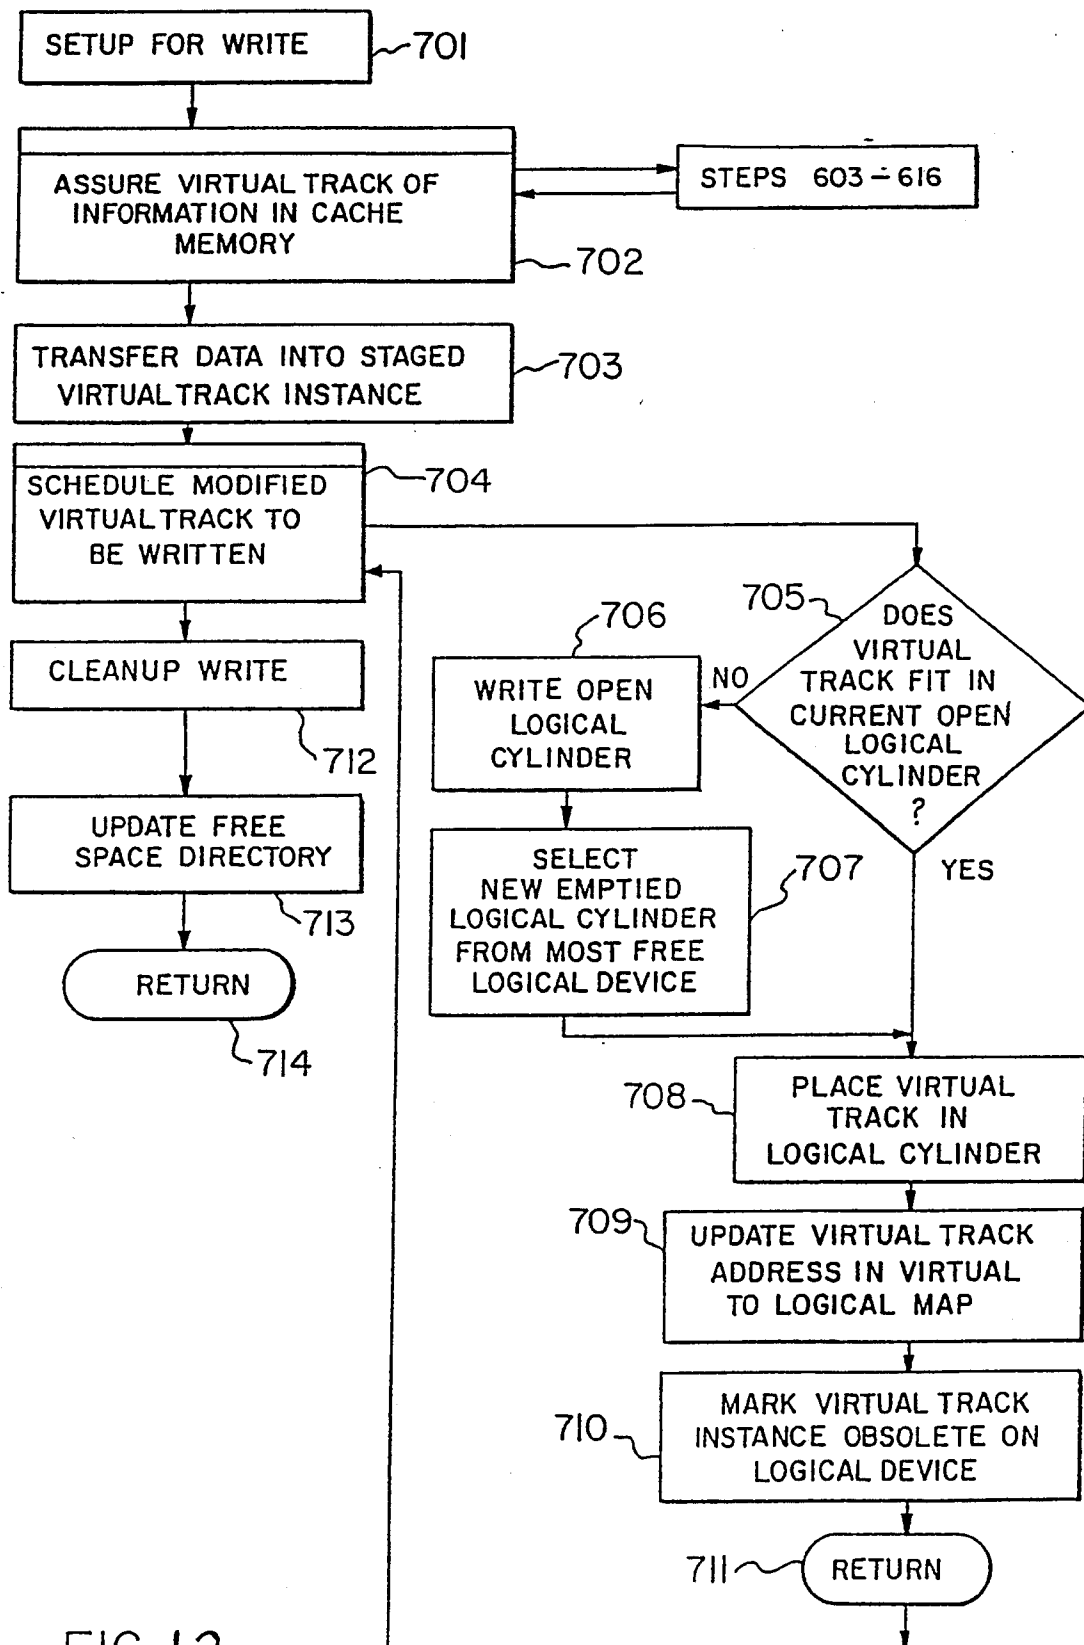 SETUP FOR WRITE
701
ASSURE VIRTUAL TRACK OF
INFORMATION IN CACHE
MEMORY
702
STEPS 603-616
TRANSFER DATA INTO STAGED
VIRTUAL TRACK INSTANCE
703
SCHEDULE MODIFIED
VIRTUAL TRACK TO
BE WRITTEN
704
CLEANUP WRITE
712
UPDATE FREE
SPACE DIRECTORY
713
RETURN
714
705
DOES
VIRTUAL
TRACK FIT IN
CURRENT OPEN
LOGICAL
CYLINDER
?
NO
YES
706
WRITE OPEN
LOGICAL
CYLINDER
SELECT
NEW EMPTIED
LOGICAL CYLINDER
FROM MOST FREE
LOGICAL DEVICE
707
708
PLACE VIRTUAL
TRACK IN
LOGICAL CYLINDER
709
UPDATE VIRTUAL TRACK
ADDRESS IN VIRTUAL
TO LOGICAL MAP
710
MARK VIRTUAL TRACK
INSTANCE OBSOLETE ON
LOGICAL DEVICE
711
RETURN